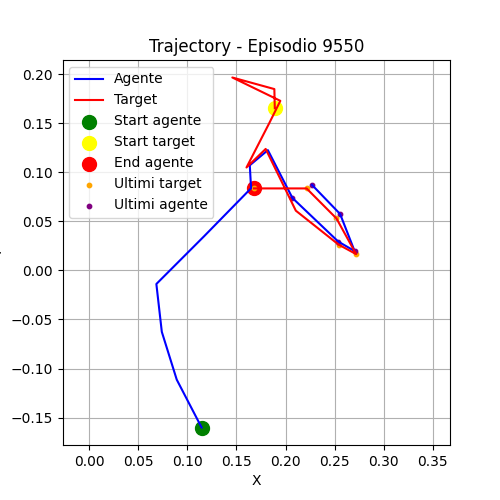 Trajectory - Episodio 9550
Agente
Target
Start agente
Start target
End agente
Ultimi target
Ultimi agente
0.20
0.15
0.10
0.05
0.00
−0.05
−0.10
−0.15
0.00 0.05 0.10 0.15 0.20 0.25 0.30 0.35
X